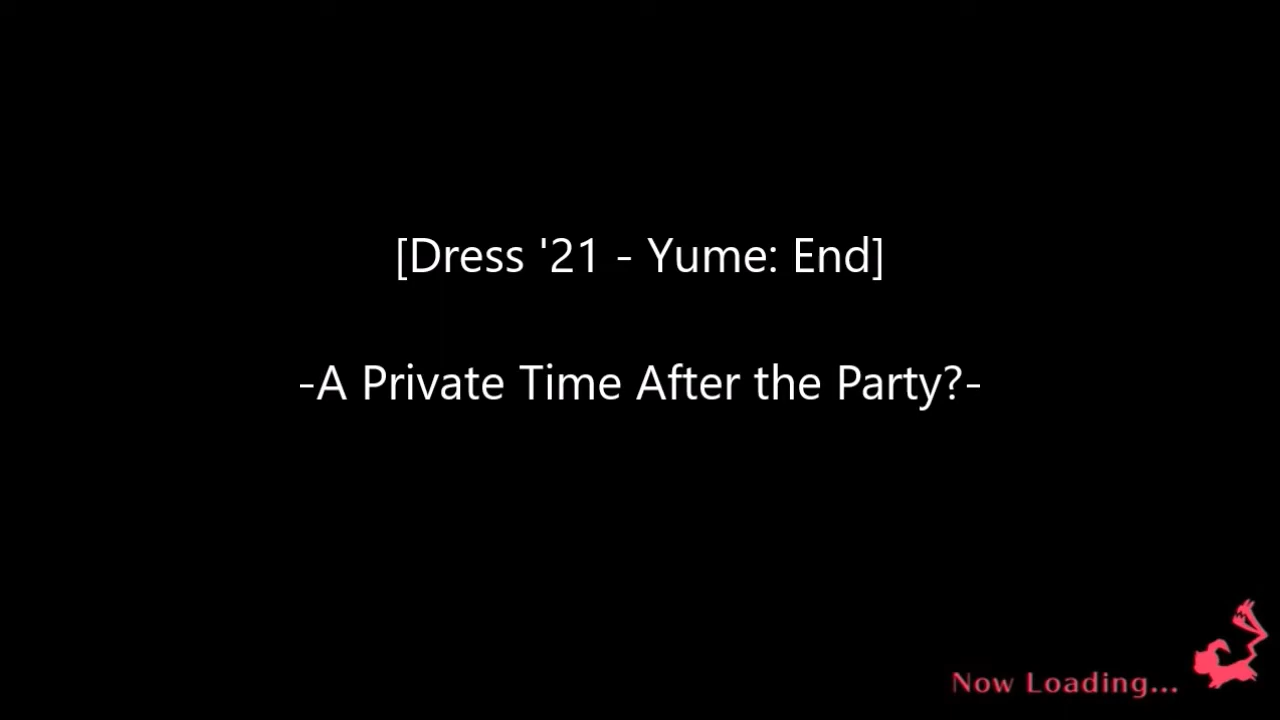 [Dress '21 - Yume: End]
-A Private Time After the Party?-
Now Loading...